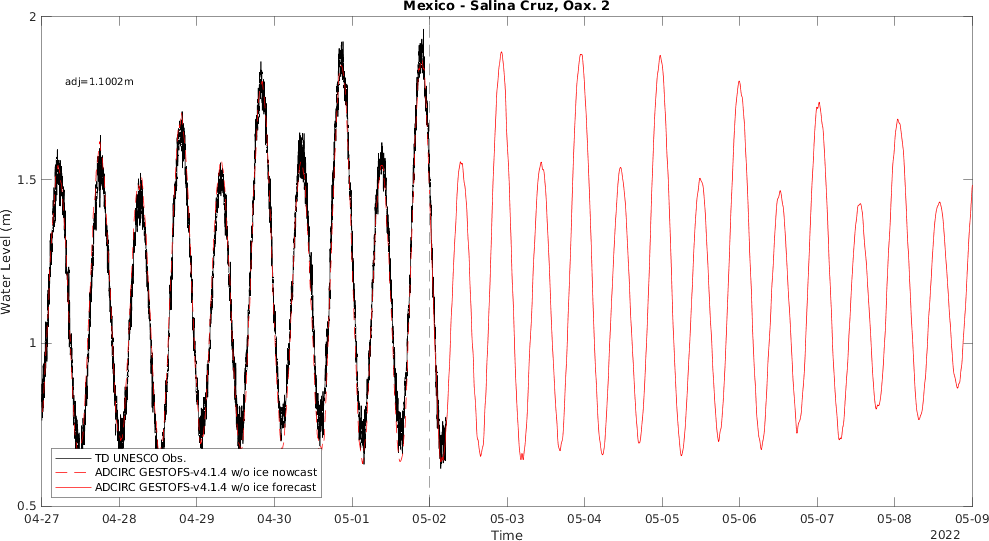 Mexico - Salina Cruz, Oax. 2
adj=1.1002m
2
1.5
1
0.5
Water Level (m)
TD UNESCO Obs.
ADCIRC GESTOFS-v4.1.4 w/o ice nowcast
ADCIRC GESTOFS-v4.1.4 w/o ice forecast
04-27 04-28 04-29 04-30 05-01 05-02 05-03 05-04 05-05 05-06 05-07 05-08 05-09
Time
2022